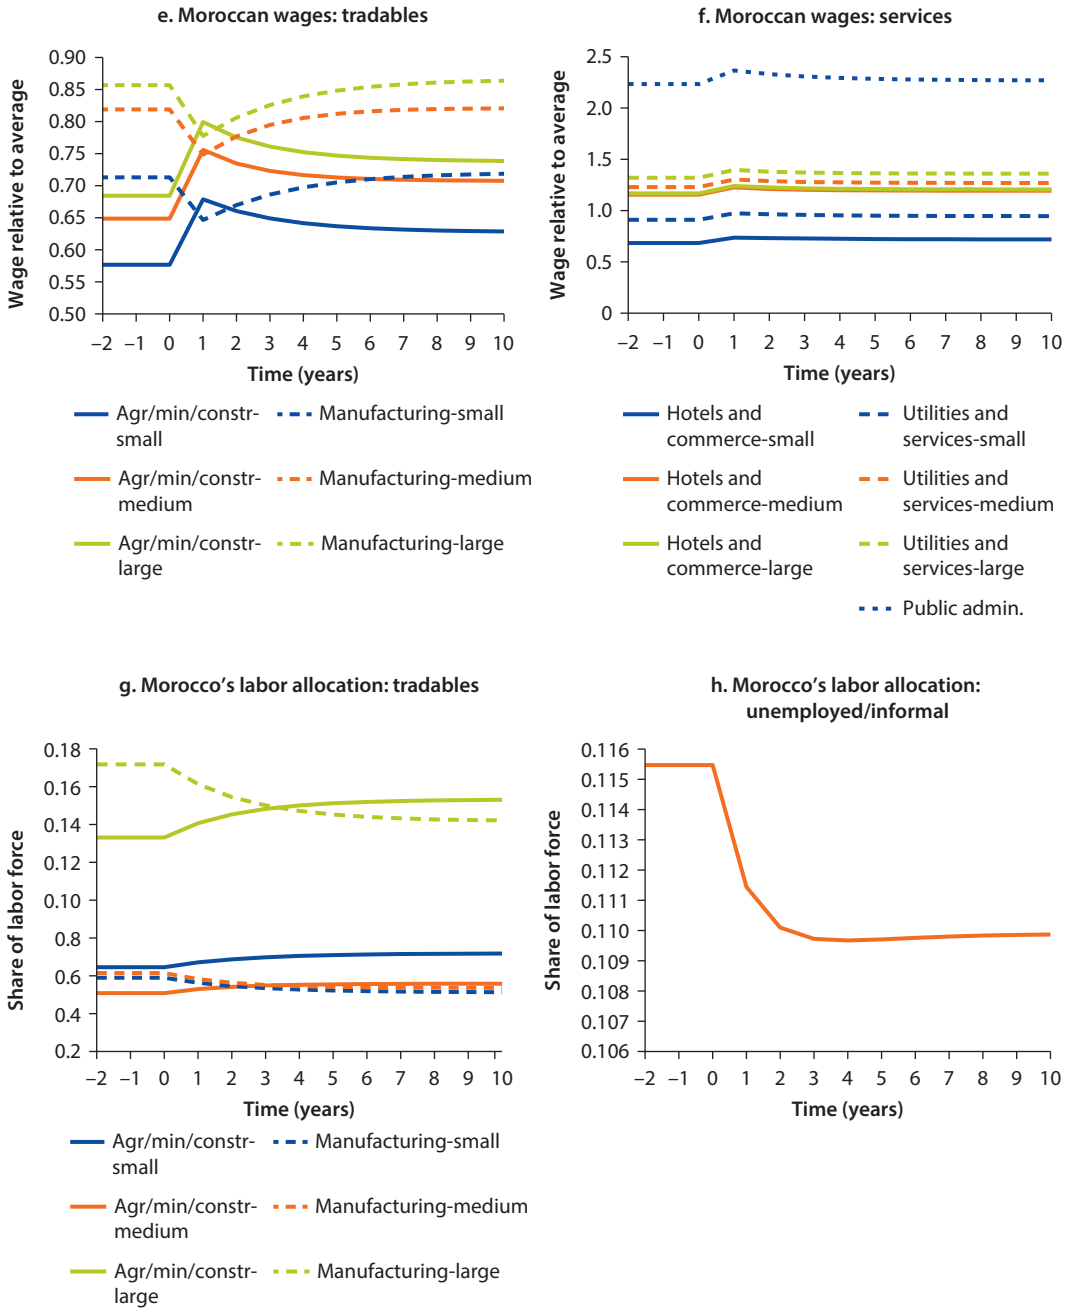 e. Moroccan wages: tradables
Wage relative to average
0.90
0.85
0.80
0.75
0.70
0.65
0.60
0.55
0.50
–2 –1 0 1 2 3 4 5 6 7 8 9 10
Time (years)
Agr/min/constr-
small
Manufacturing-small
Agr/min/constr-
medium
Manufacturing-medium
Agr/min/constr-
large
Manufacturing-large
f. Moroccan wages: services
Wage relative to average
2.5
2.0
1.5
1.0
0.5
0
–2 –1 0 1 2 3 4 5 6 7 8 9 10
Time (years)
Hotels and
commerce-small
Utilities and
services-small
Hotels and
commerce-medium
Utilities and
services-medium
Hotels and
commerce-large
Utilities and
services-large
Public admin.
g. Morocco’s labor allocation: tradables
Share of labor force
0.18
0.16
0.14
0.12
0.10
0.8
0.6
0.4
0.2
–2 –1 0 1 2 3 4 5 6 7 8 9 10
Time (years)
Agr/min/constr-
small
Manufacturing-small
Agr/min/constr-
medium
Manufacturing-medium
Agr/min/constr-
large
Manufacturing-large
h. Morocco’s labor allocation:
unemployed/informal
Share of labor force
0.116
0.115
0.114
0.113
0.112
0.111
0.110
0.109
0.108
0.107
0.106
–2 –1 0 1 2 3 4 5 6 7 8 9 10
Time (years)